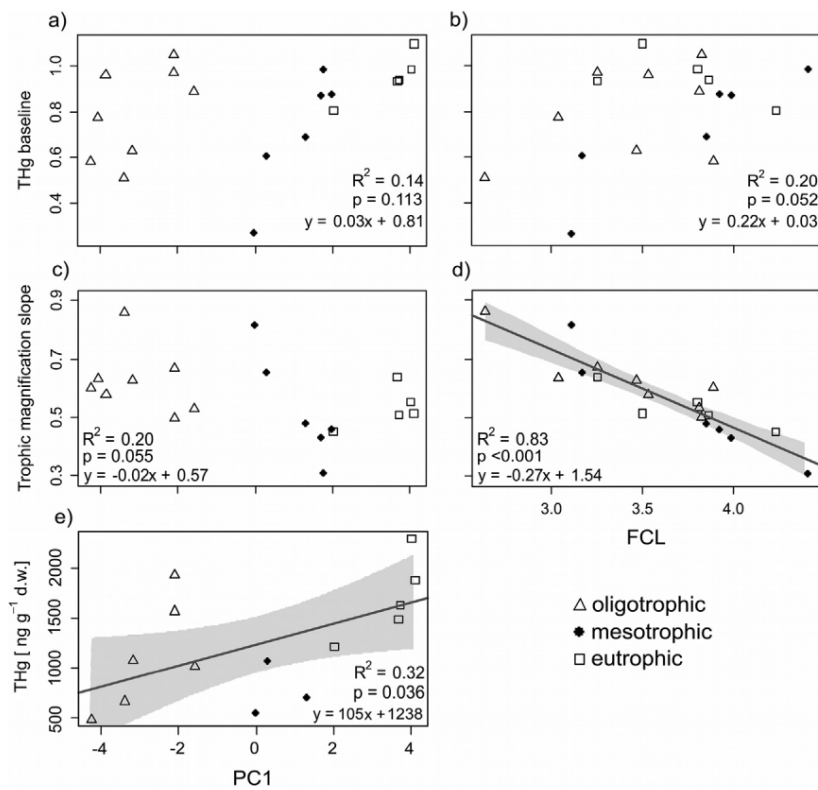 a)
b)
THg baseline
1.0
0.8
0.6
0.4
R² = 0.14
p = 0.113
y = 0.03x + 0.81
R² = 0.20
p = 0.052
y = 0.22x + 0.03
c)
d)
Trophic magnification slope
0.9
0.7
0.5
0.3
R² = 0.20
p = 0.055
y = -0.02x + 0.57
R² = 0.83
p <0.001
y = -0.27x + 1.54
3.0 3.5 4.0
FCL
e)
THg [ ng g⁻¹ d.w.]
2000
1500
1000
500
R² = 0.32
p = 0.036
y = 105x +1238
-4 -2 0 2 4
PC1
oligotrophic
mesotrophic
eutrophic